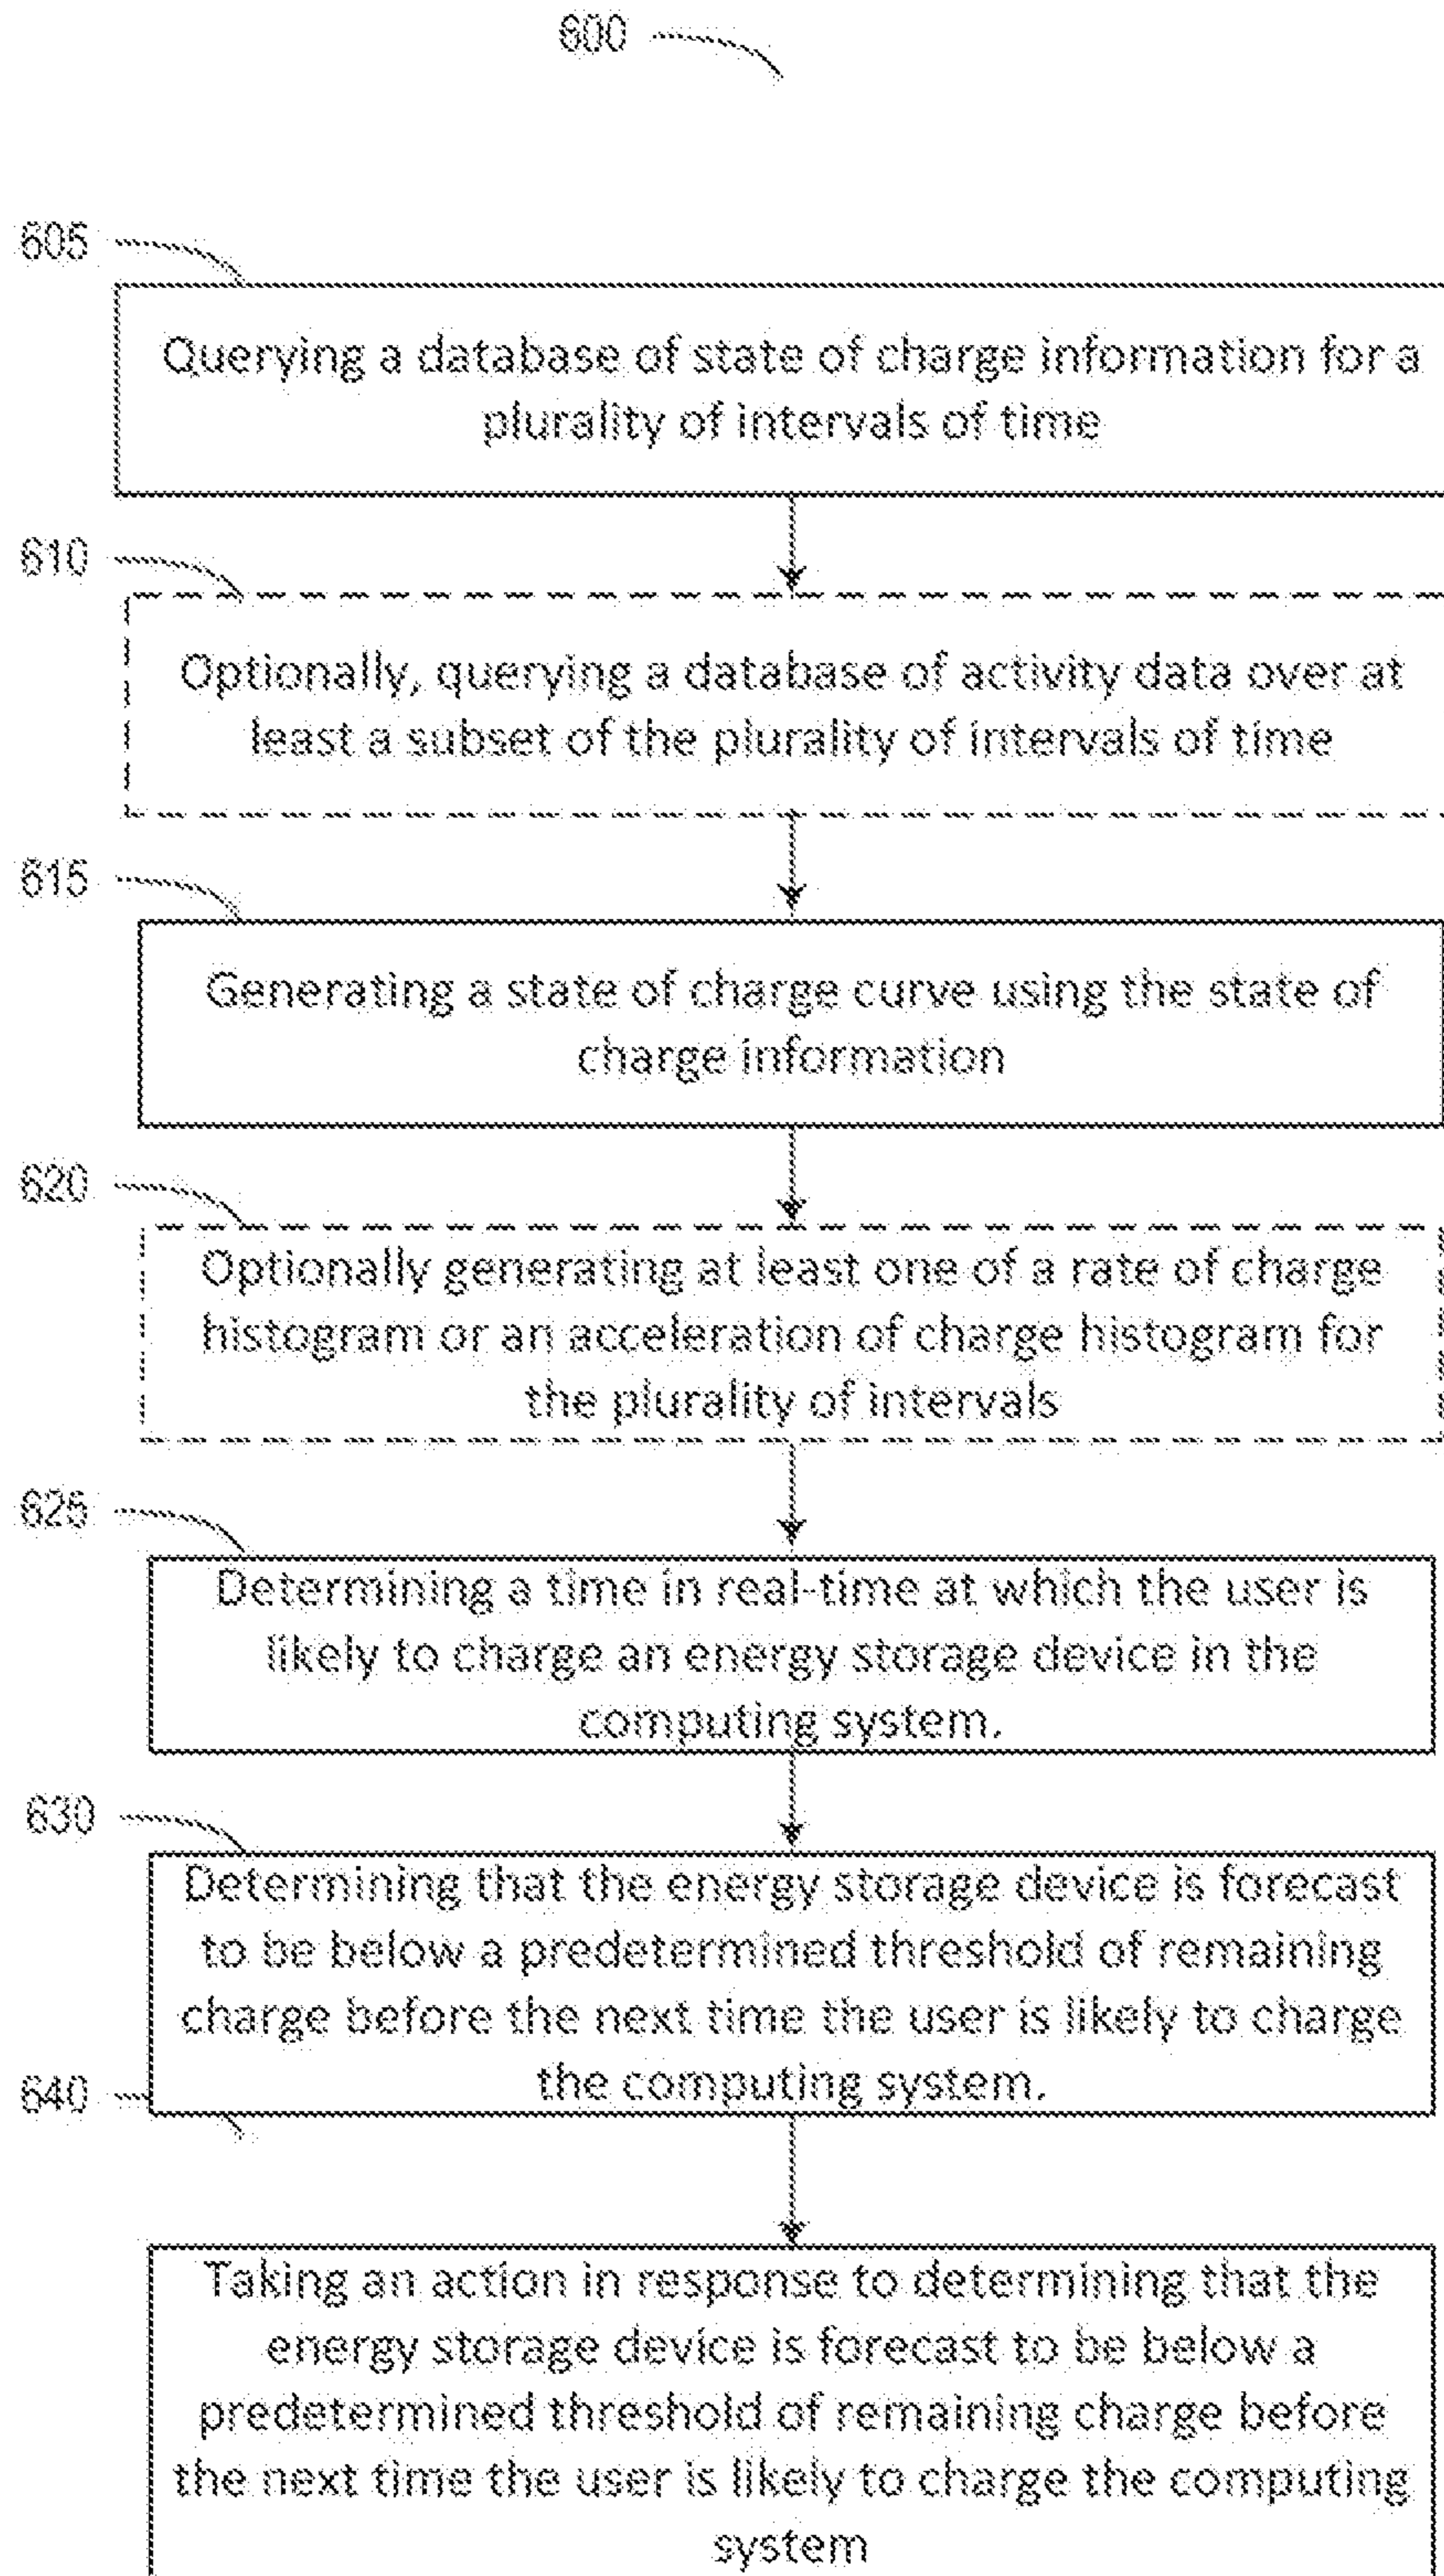 600
605
Querying a database of state of charge information for a
plurality of intervals of time
610
Optionally, querying a database of activity data over at
least a subset of the plurality of intervals of time
615
Generating a state of charge curve using the state of
charge information
620
Optionally generating at least one of a rate of charge
histogram or an acceleration of charge histogram for
the plurality of intervals
625
Determining a time in real-time at which the user is
likely to charge an energy storage device in the
computing system.
630
Determining that the energy storage device is forecast
to be below a predetermined threshold of remaining
charge before the next time the user is likely to charge
the computing system.
640
Taking an action in response to determining that the
energy storage device is forecast to be below a
predetermined threshold of remaining charge before
the next time the user is likely to charge the computing
system